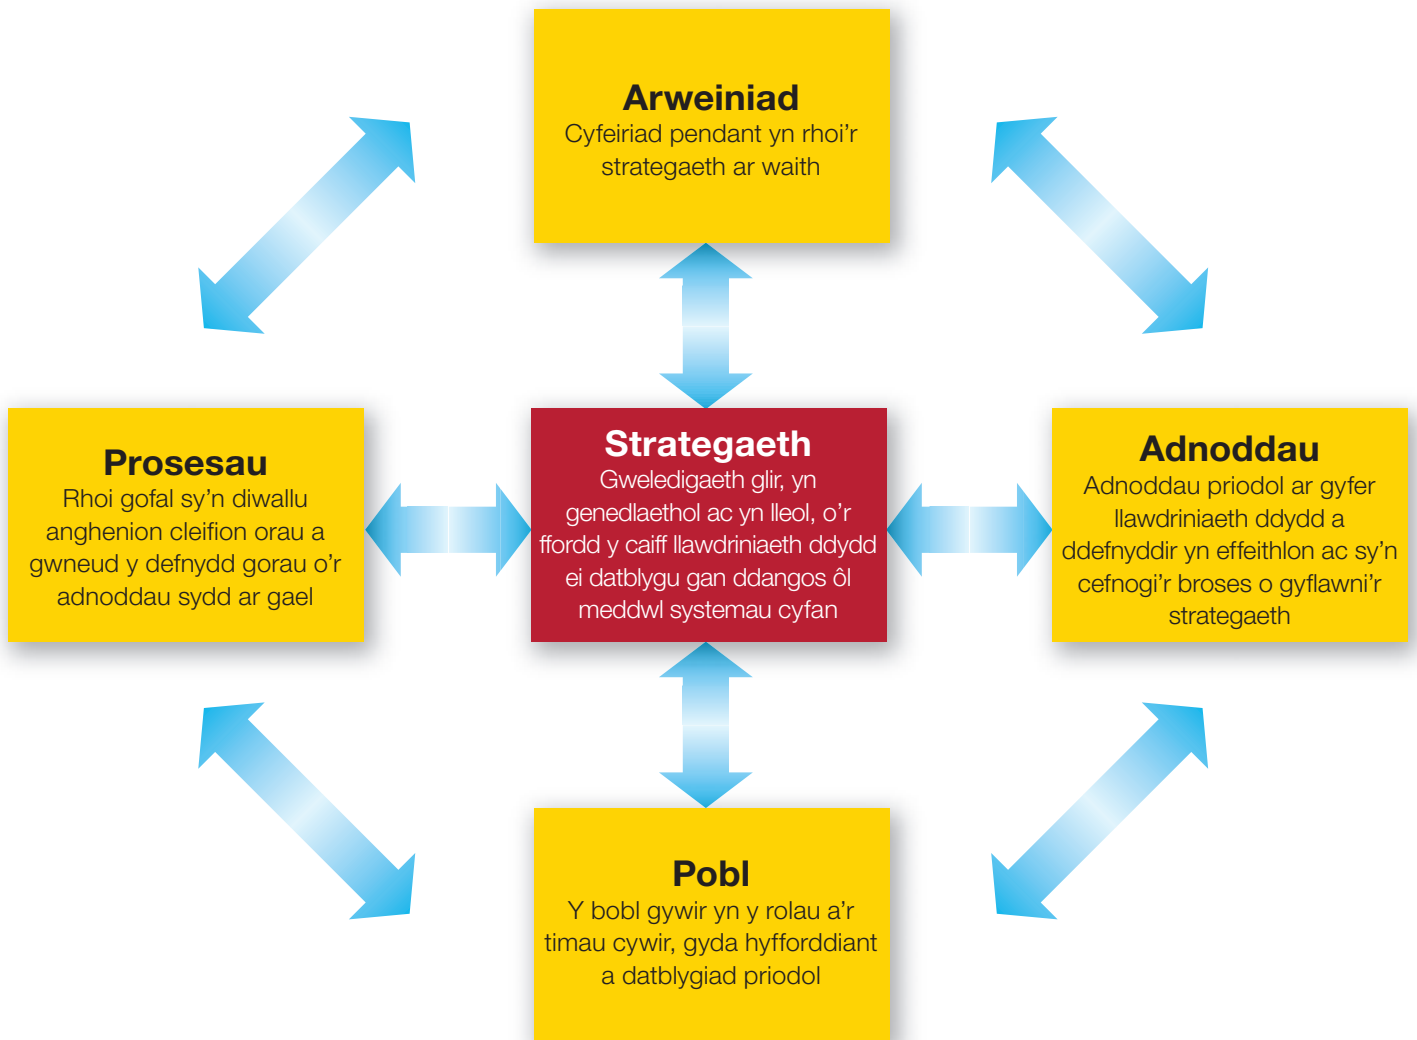 Arweiniad
Cyfeiriad pendant yn rhoi’r
strategaeth ar waith
Prosesau
Rhoi gofal sy’n diwallu
anghenion cleifion orau a
gwneud y defnydd gorau o’r
adnoddau sydd ar gael
Strategaeth
Gweledigaeth glir, yn
genedlaethol ac yn lleol, o’r
ffordd y caiff llawdriniaeth ddydd
ei datblygu gan ddangos ôl
meddwl systemau cyfan
Adnoddau
Adnoddau priodol ar gyfer
llawdriniaeth ddydd a
ddefnyddir yn effeithlon ac sy’n
cefnogi’r broses o gyflawni’r
strategaeth
Pobl
Y bobl gywir yn y rolau a’r
timau cywir, gyda hyfforddiant
a datblygiad priodol